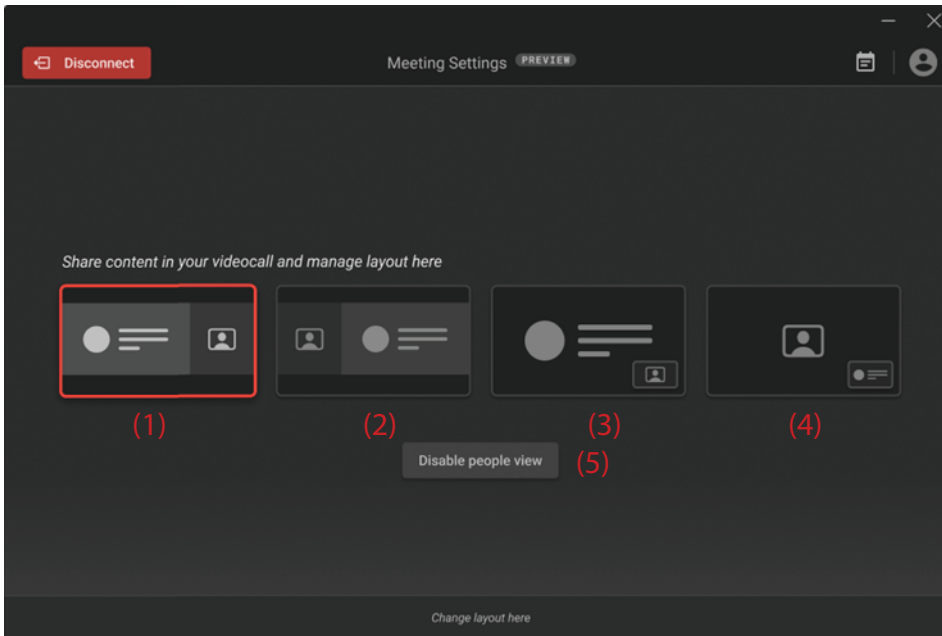 Disconnect
Meeting Settings PREVIEW
Share content in your videocall and manage layout here
(1) (2) (3) (4)
Disable people view (5)
Change layout here